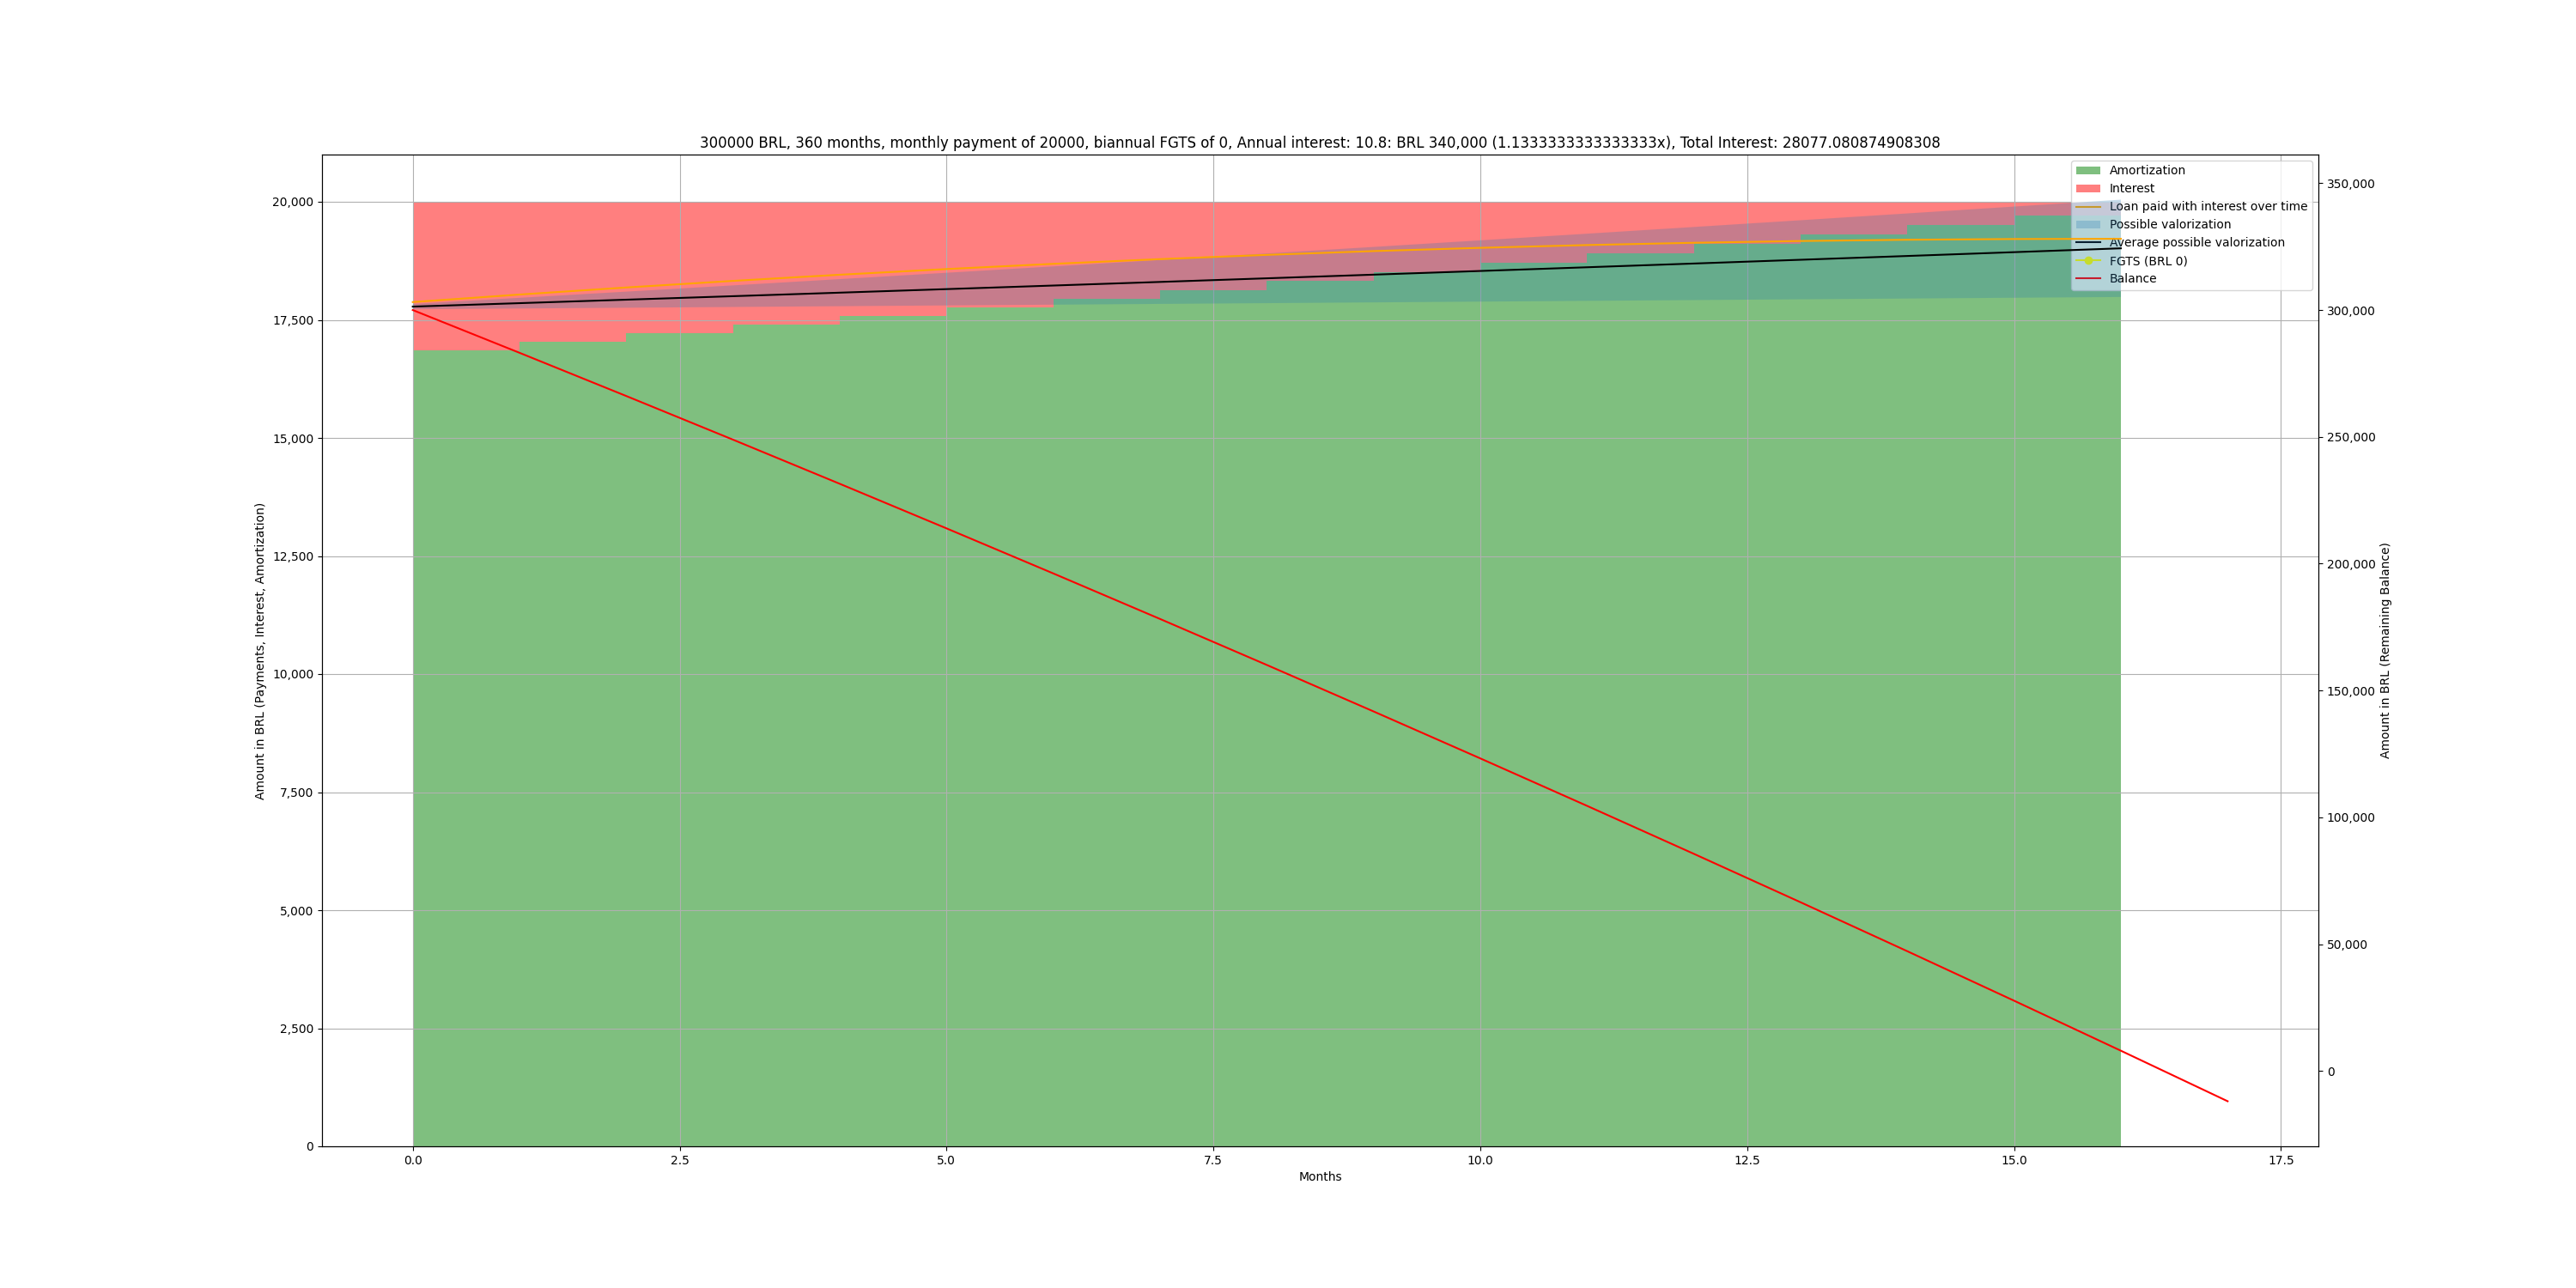 300000 BRL, 360 months, monthly payment of 20000, biannual FGTS of 0, Annual interest: 10.8: BRL 340,000 (1.1333333333333333x), Total Interest: 28077.080874908308
Amortization
Interest
Loan paid with interest over time
Possible valorization
Average possible valorization
FGTS (BRL 0)
Balance
Amount in BRL (Payments, Interest, Amortization)
20,000
17,500
15,000
12,500
10,000
7,500
5,000
2,500
0
350,000
300,000
250,000
200,000
150,000
100,000
50,000
0
Amount in BRL (Remaining Balance)
0.0
2.5
5.0
7.5
10.0
12.5
15.0
17.5
Months